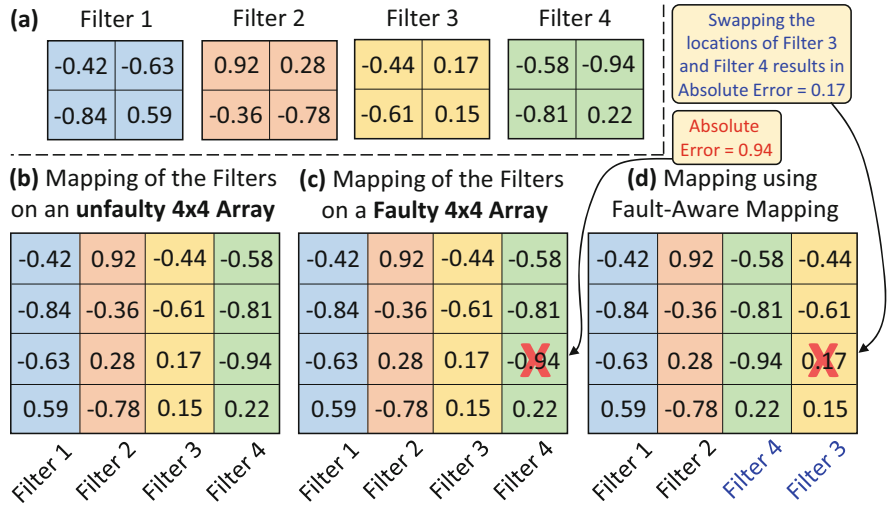 (a) Filter 1 Filter 2 Filter 3 Filter 4
-0.42 -0.63 0.92 0.28 -0.44 0.17 -0.58 -0.94
-0.84 0.59 -0.36 -0.78 -0.61 0.15 -0.81 0.22
Swapping the
locations of Filter 3
and Filter 4 results in
Absolute Error = 0.17
Absolute
Error = 0.94
(b) Mapping of the Filters
on an unfaulty 4x4 Array
-0.42 0.92 -0.44 -0.58
-0.84 -0.36 -0.61 -0.81
-0.63 0.28 0.17 -0.94
0.59 -0.78 0.15 0.22
Filter 1 Filter 2 Filter 3 Filter 4
(c) Mapping of the Filters
on a Faulty 4x4 Array
-0.42 0.92 -0.44 -0.58
-0.84 -0.36 -0.61 -0.81
-0.63 0.28 0.17 -0.94
0.59 -0.78 0.15 0.22
Filter 1 Filter 2 Filter 3 Filter 4
(d) Mapping using
Fault-Aware Mapping
-0.42 0.92 -0.58 -0.44
-0.84 -0.36 -0.81 -0.61
-0.63 0.28 -0.94 0.17
0.59 -0.78 0.22 0.15
Filter 1 Filter 2 Filter 4 Filter 3